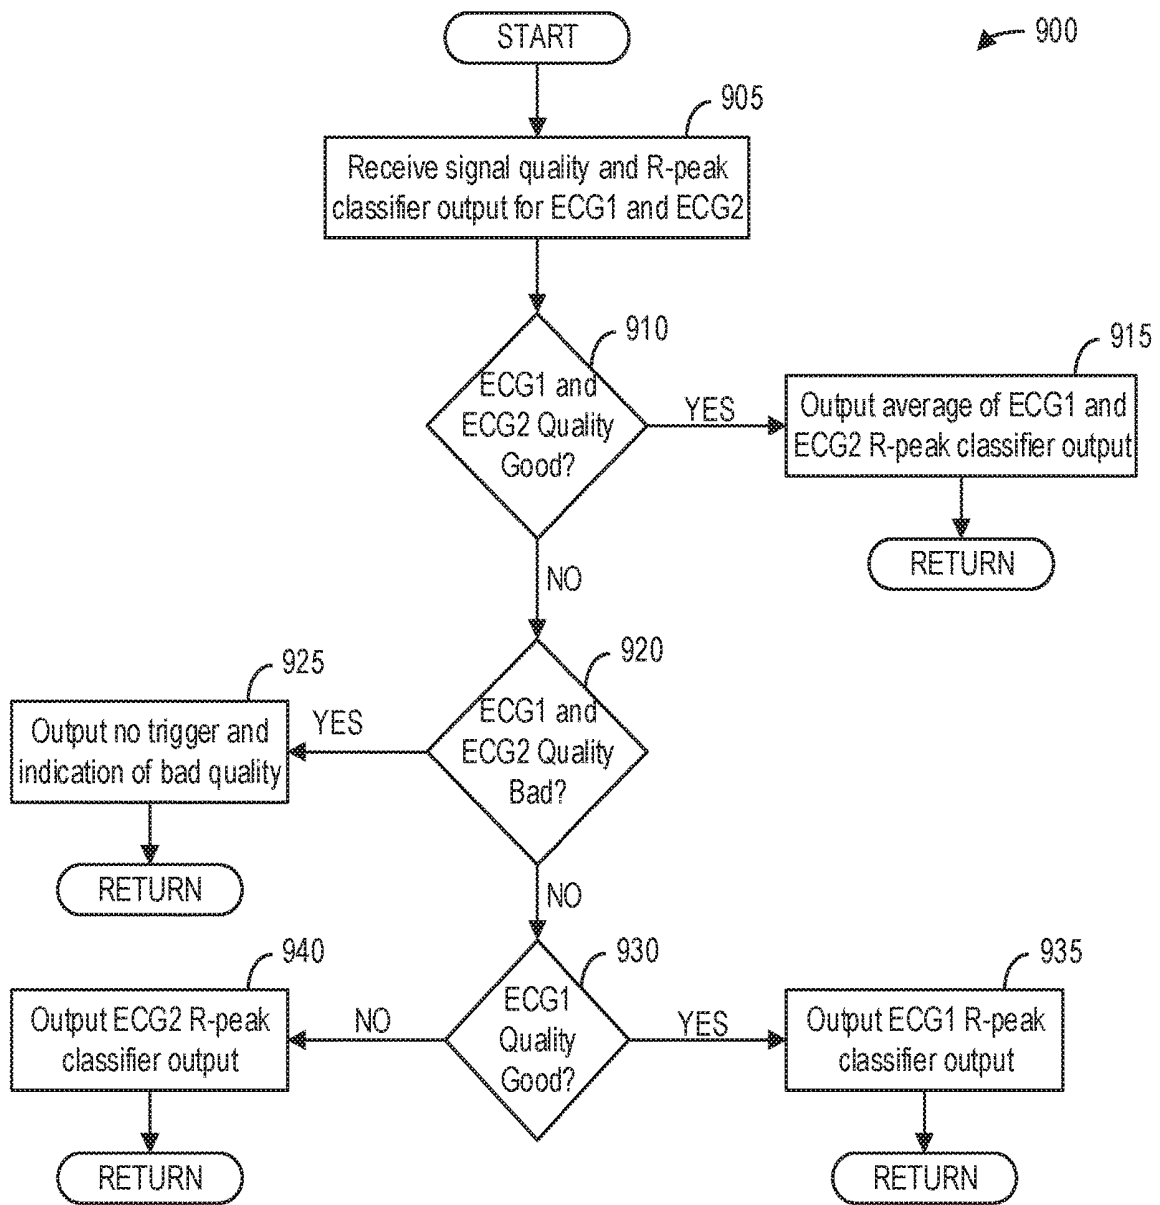 START
900
905
Receive signal quality and R-peak
classifier output for ECG1 and ECG2
910
ECG1 and
ECG2 Quality
Good?
YES
915
Output average of ECG1 and
ECG2 R-peak classifier output
RETURN
NO
920
ECG1 and
ECG2 Quality
Bad?
YES
925
Output no trigger and
indication of bad quality
RETURN
NO
930
ECG1
Quality
Good?
NO
940
Output ECG2 R-peak
classifier output
RETURN
YES
935
Output ECG1 R-peak
classifier output
RETURN